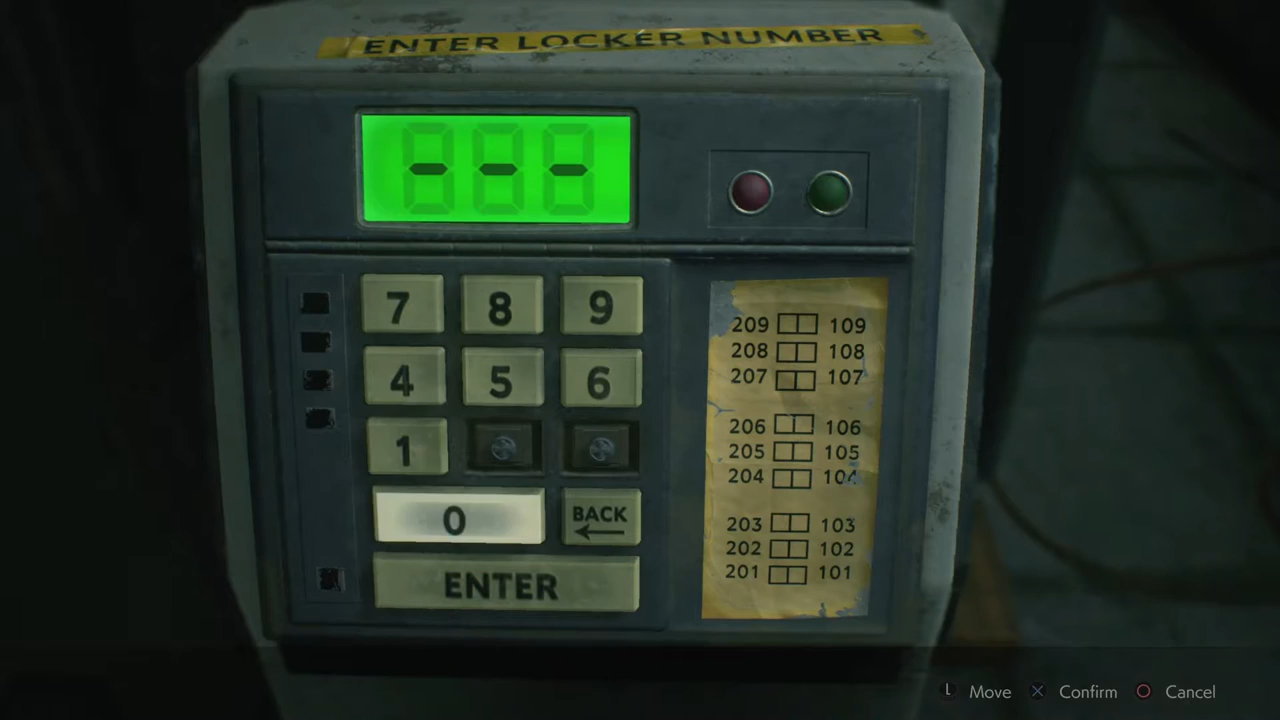 ENTER LOCKER NUMBER
7 8 9
4 5 6
1
0 BACK
ENTER
209 109
208 108
207 107
206 106
205 105
204 104
203 103
202 102
201 101
L Move Confirm Cancel